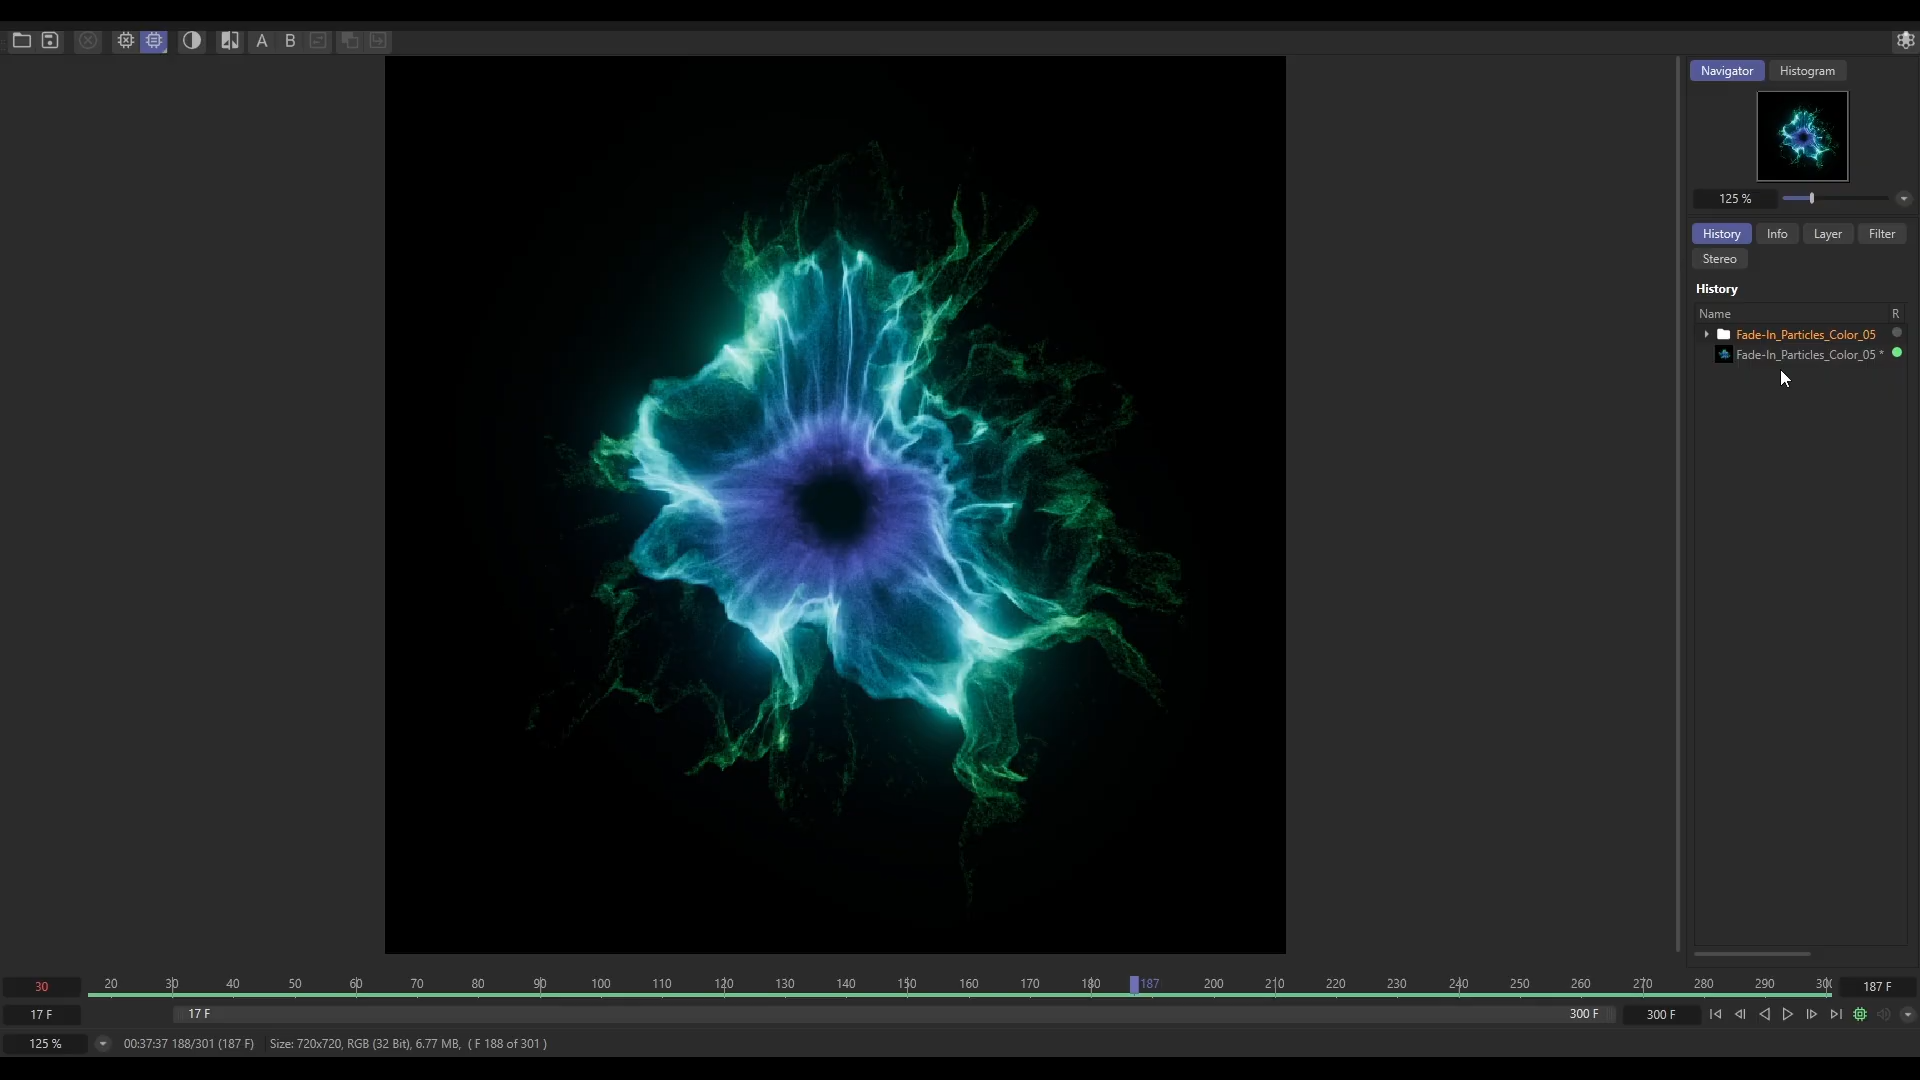 A B
Navigator Histogram
125 %
History Info Layer Filter
Stereo
History
Name R
Fade-In_Particles_Color_05
Fade-In_Particles_Color_05 *
30 20 30 40 50 60 70 80 90 100 110 120 130 140 150 160 170 180 187 200 210 220 230 240 250 260 270 280 290 187 F
17 F 17 F 300 F 300 F
125 % 00:37:37 188/301 (187 F) Size: 720x720, RGB (32 Bit), 6.77 MB, ( F 188 of 301 )